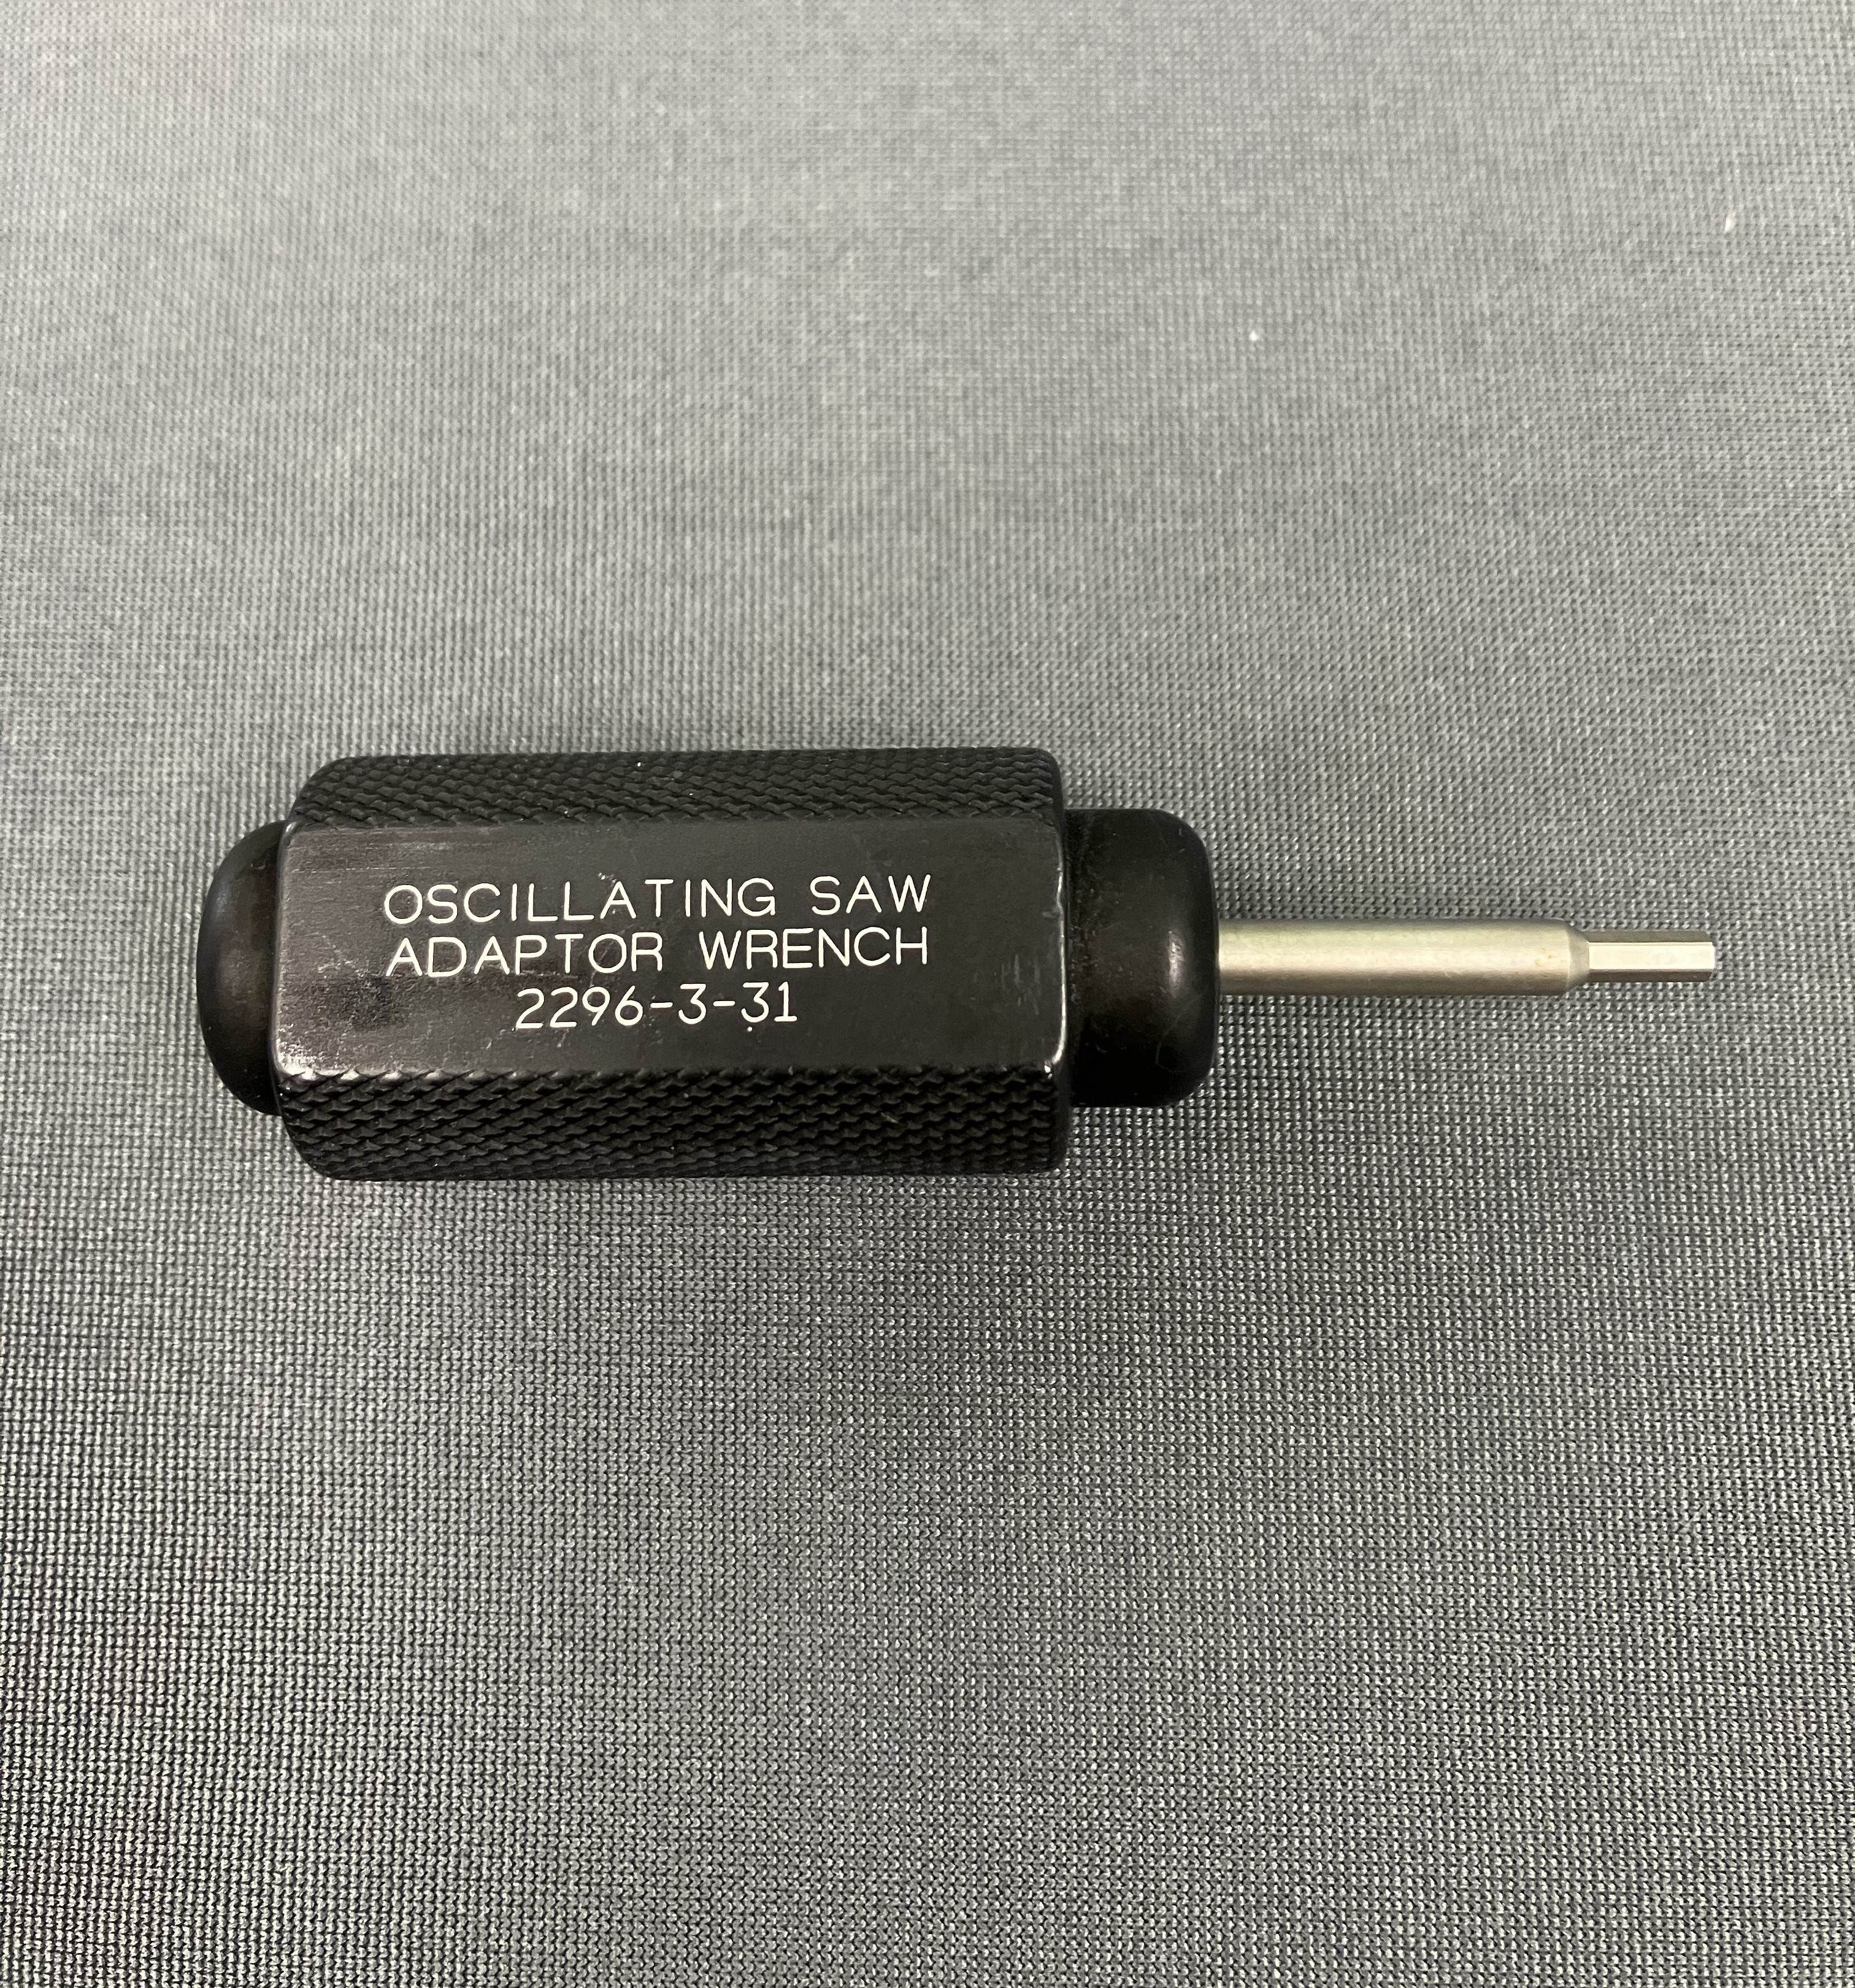 OSCILLATING SAW
ADAPTOR WRENCH
2296-3-31